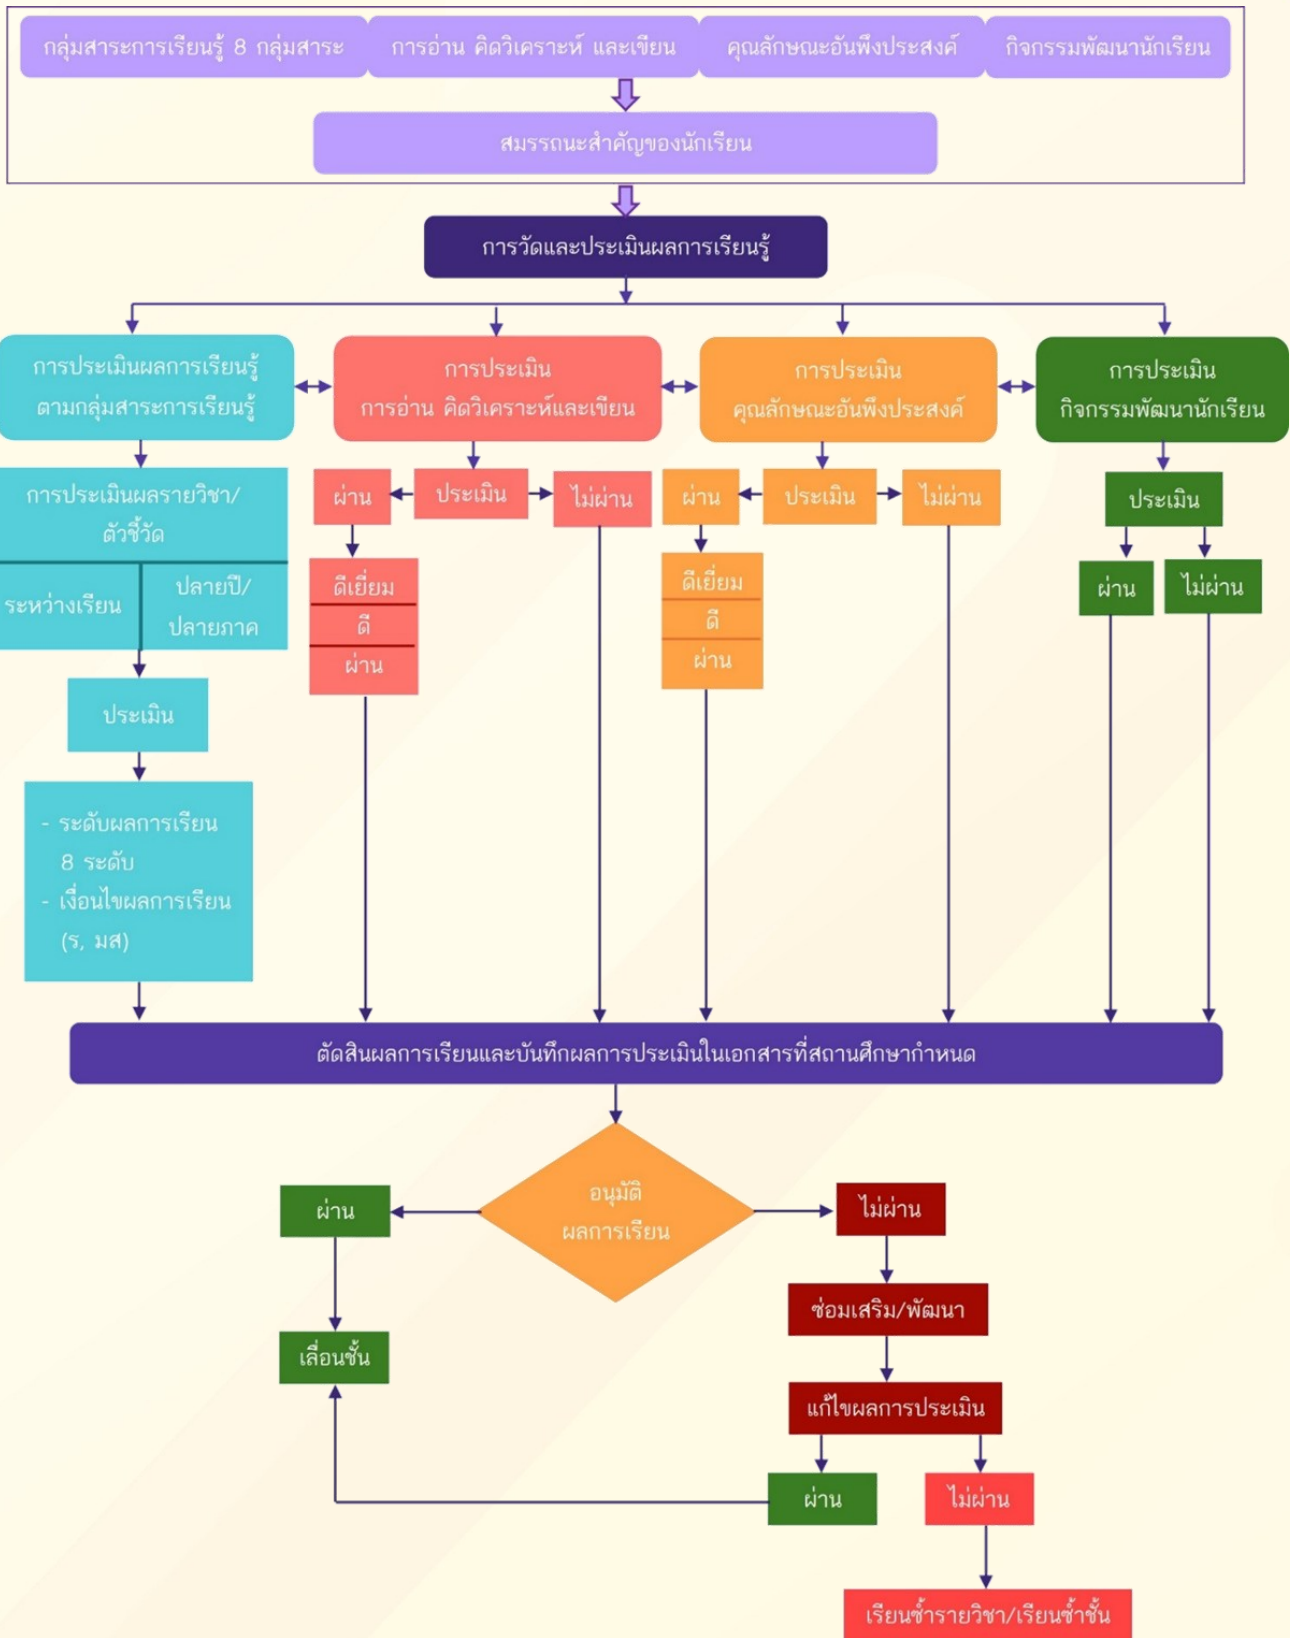 กลุ่มสาระการเรียนรู้ 8 กลุ่มสาระ
การอ่าน คิดวิเคราะห์ และเขียน
คุณลักษณะอันพึงประสงค์
กิจกรรมพัฒนานักเรียน
สมรรถนะสำคัญของนักเรียน
การวัดและประเมินผลการเรียนรู้
การประเมินผลการเรียนรู้
ตามกลุ่มสาระการเรียนรู้
การประเมิน
การอ่าน คิดวิเคราะห์และเขียน
การประเมิน
คุณลักษณะอันพึงประสงค์
การประเมิน
กิจกรรมพัฒนานักเรียน
การประเมินผลรายวิชา/
ตัวชี้วัด
ระหว่างเรียน
ปลายปี/
ปลายภาค
ประเมิน
- ระดับผลการเรียน
8 ระดับ
- เงื่อนไขผลการเรียน
(ร, มส)
ผ่าน
ประเมิน
ไม่ผ่าน
ดีเยี่ยม
ดี
ผ่าน
ผ่าน
ประเมิน
ไม่ผ่าน
ดีเยี่ยม
ดี
ผ่าน
ประเมิน
ผ่าน
ไม่ผ่าน
ตัดสินผลการเรียนและบันทึกผลการประเมินในเอกสารที่สถานศึกษากำหนด
อนุมัติ
ผลการเรียน
ผ่าน
เลื่อนชั้น
ไม่ผ่าน
ซ่อมเสริม/พัฒนา
แก้ไขผลการประเมิน
ผ่าน
ไม่ผ่าน
เรียนซ้ำรายวิชา/เรียนซ้ำชั้น